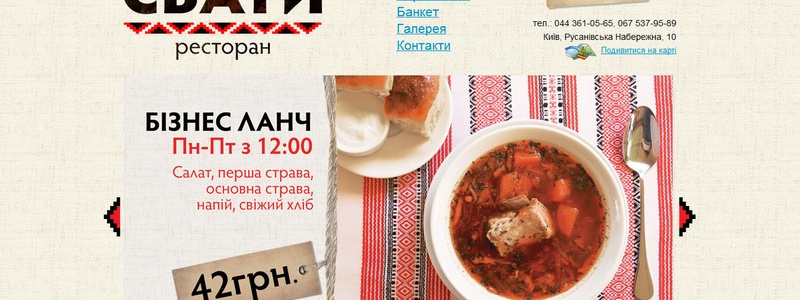 СВАТИ
ресторан
Банкет
Галерея
Контакти
тел.: 044 361-05-65, 067 537-95-89
Київ, Русанівська Набережна, 10
Подивитися на карті
БІЗНЕС ЛАНЧ
Пн-Пт з 12:00
Салат, перша страва,
основна страва,
напій, свіжий хліб
42грн.